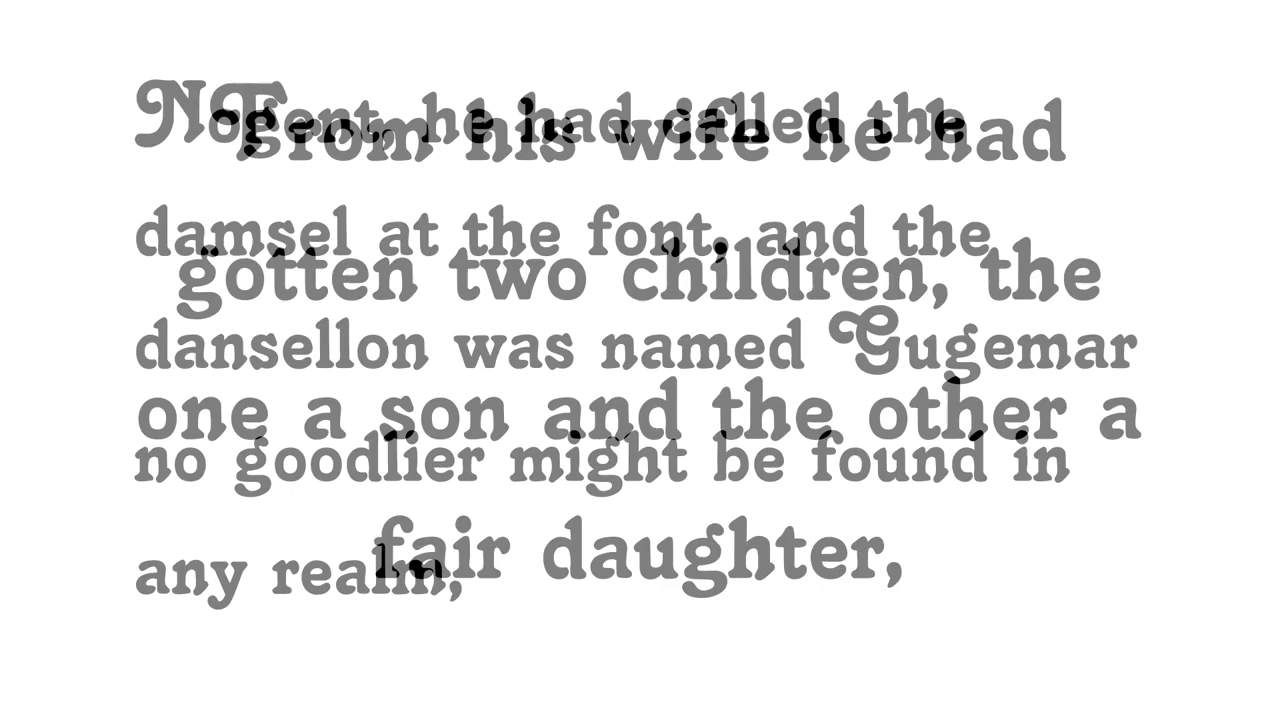 From his wife he had
gotten two children, the
one a son and the other a
fair daughter,
Nogent, he had called the
damsel at the font, and the
dansellon was named Gugemar
no goodlier might be found in
any realm,